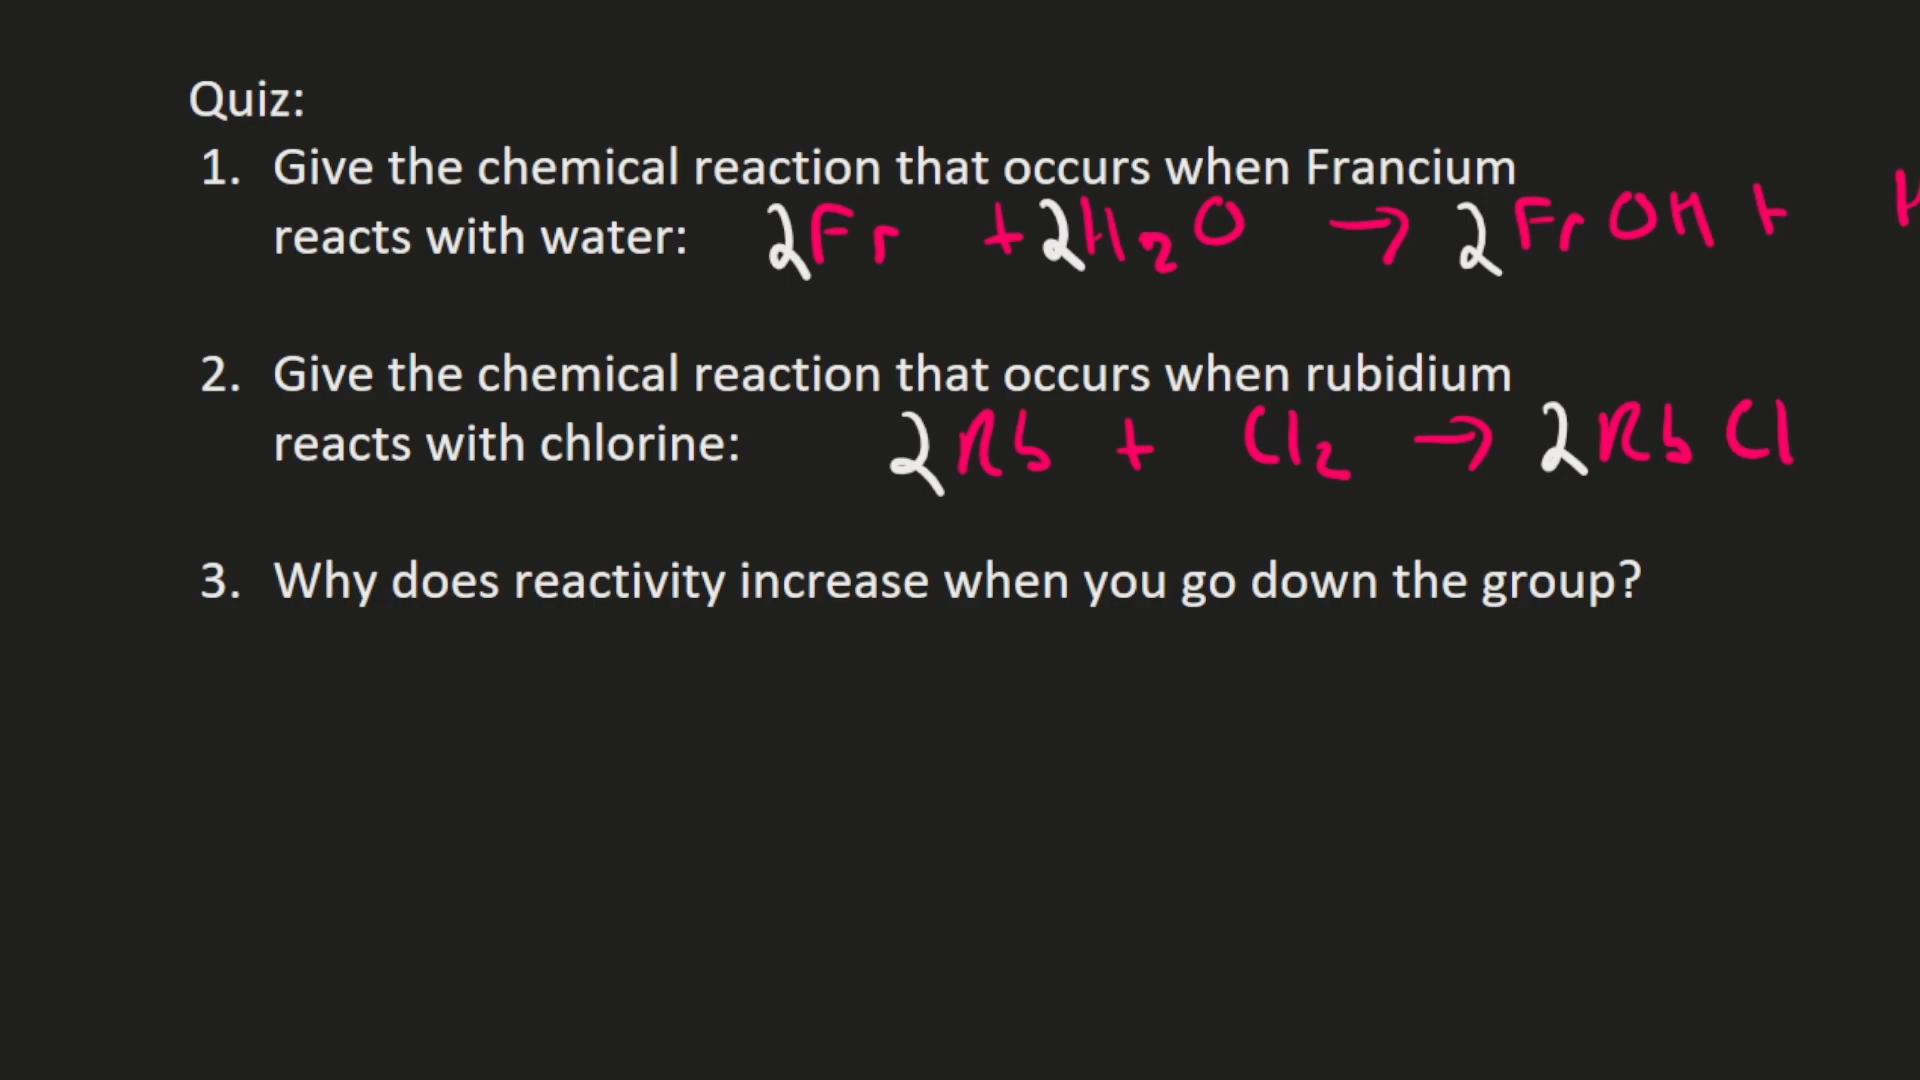 Quiz:
1. Give the chemical reaction that occurs when Francium
reacts with water: 2Fr + 2H₂O → 2FrOH + H
2. Give the chemical reaction that occurs when rubidium
reacts with chlorine: 2Rb + Cl₂ → 2RbCl
3. Why does reactivity increase when you go down the group?